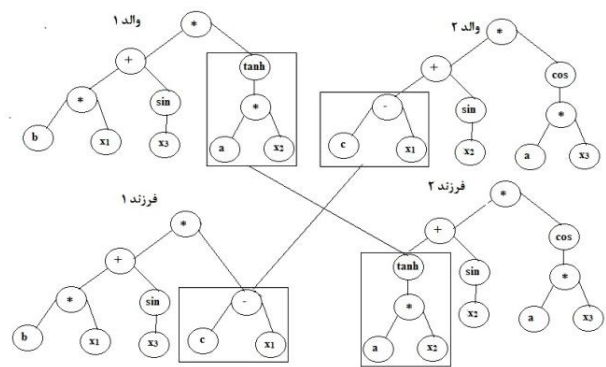 والد ۱
*
+
tanh
*
sin
*
b
x1
x3
a
x2
والد ۲
*
+
cos
-
sin
*
c
x1
x2
a
x3
فرزند ۱
*
+
*
sin
-
b
x1
x3
c
x1
فرزند ۲
*
+
cos
tanh
sin
*
*
x2
a
x2
a
x3